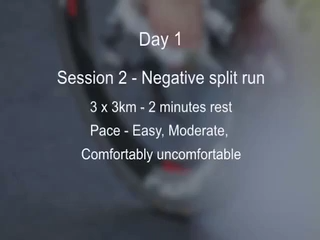 Day 1
Session 2 - Negative split run
3 x 3km - 2 minutes rest
Pace - Easy, Moderate,
Comfortably uncomfortable